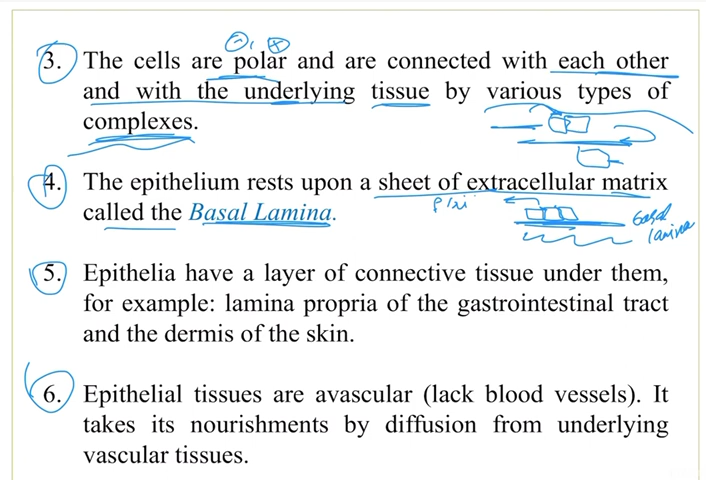 3. The cells are polar and are connected with each other
and with the underlying tissue by various types of
complexes.
4. The epithelium rests upon a sheet of extracellular matrix
called the Basal Lamina.
Basal
lamina
5. Epithelia have a layer of connective tissue under them,
for example: lamina propria of the gastrointestinal tract
and the dermis of the skin.
6. Epithelial tissues are avascular (lack blood vessels). It
takes its nourishments by diffusion from underlying
vascular tissues.